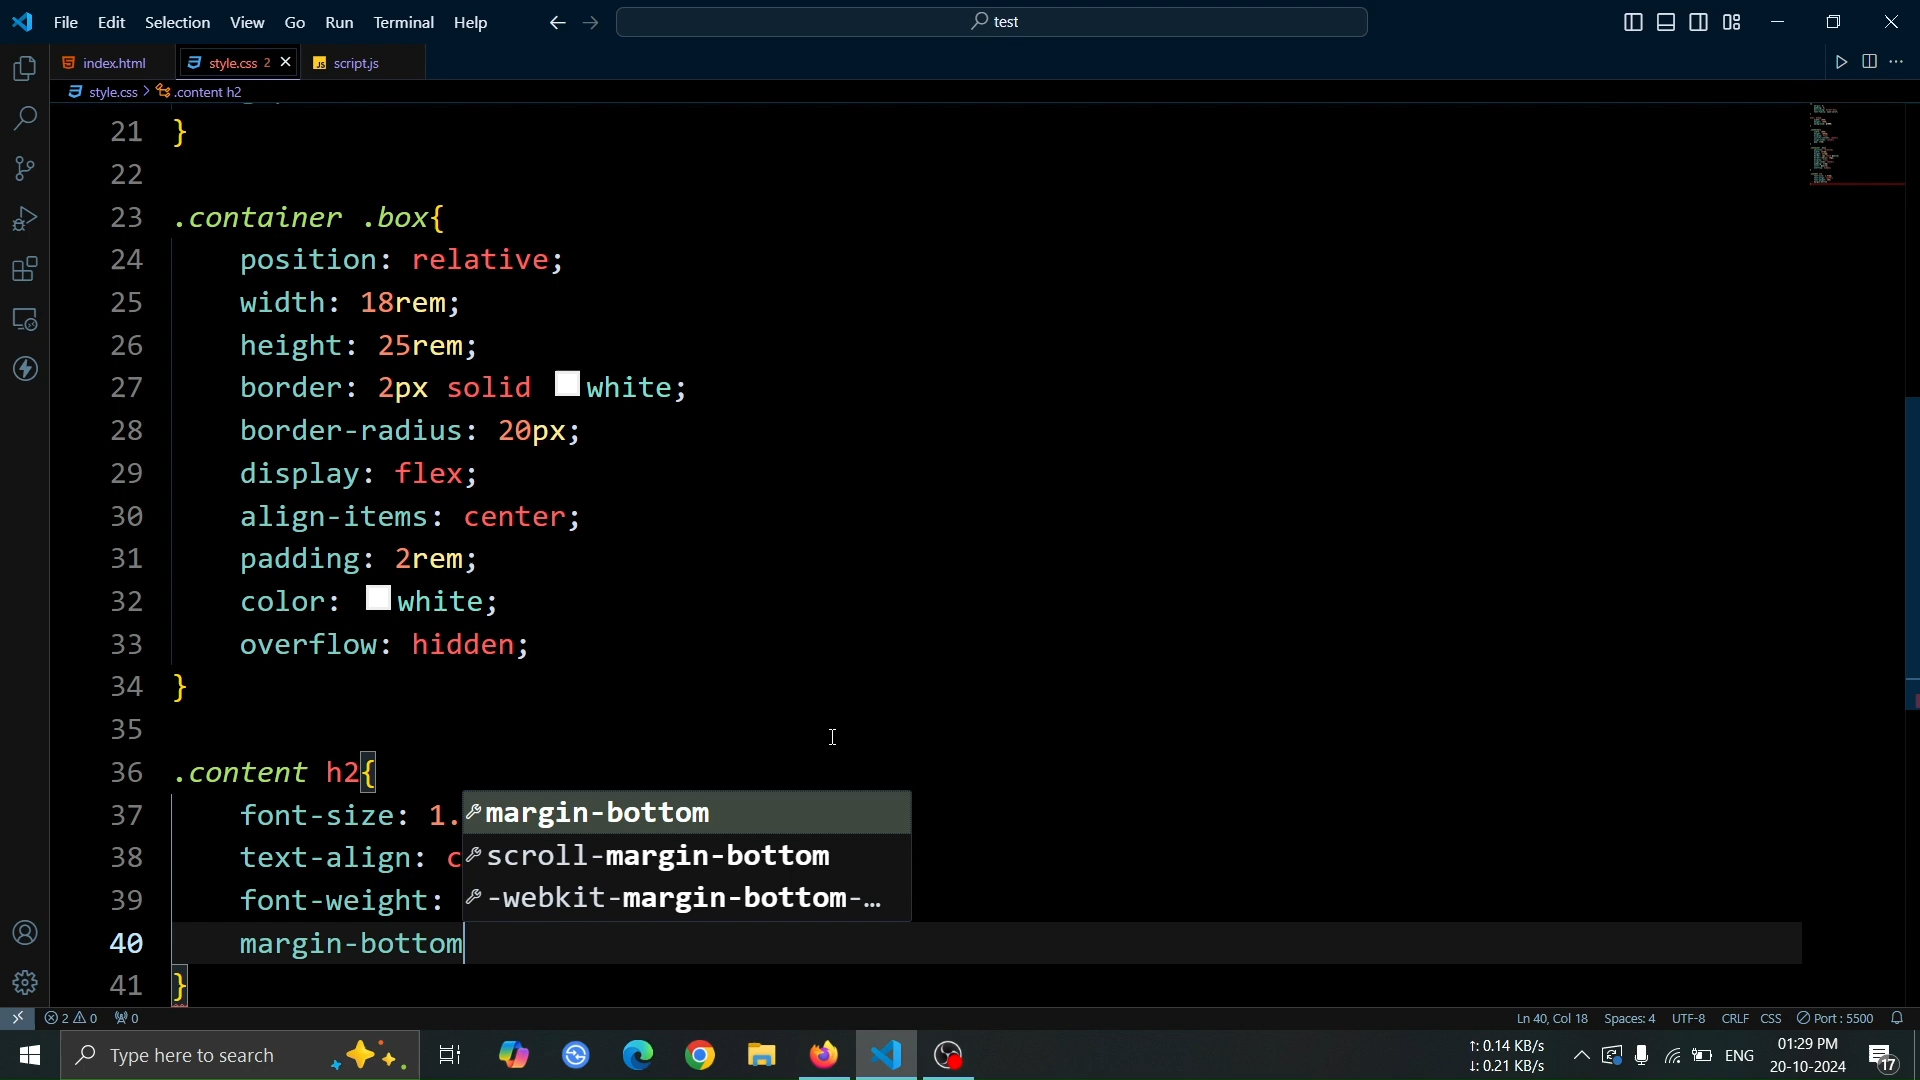 File Edit Selection View Go Run Terminal Help
test
index.html
style.css 2
JS script.js
style.css > .content h2
21 }
22
23 .container .box{
24 position: relative;
25 width: 18rem;
26 height: 25rem;
27 border: 2px solid white;
28 border-radius: 20px;
29 display: flex;
30 align-items: center;
31 padding: 2rem;
32 color: white;
33 overflow: hidden;
34 }
35
36 .content h2{
37 font-size: 1.
margin-bottom
38 text-align: c
scroll-margin-bottom
39 font-weight:
-webkit-margin-bottom-…
40 margin-bottom
41 }
2 0 0
Ln 40, Col 18 Spaces: 4 UTF-8 CRLF CSS Port : 5500
Type here to search
↑: 0.14 KB/s
↓: 0.21 KB/s
ENG
01:29 PM
20-10-2024
17